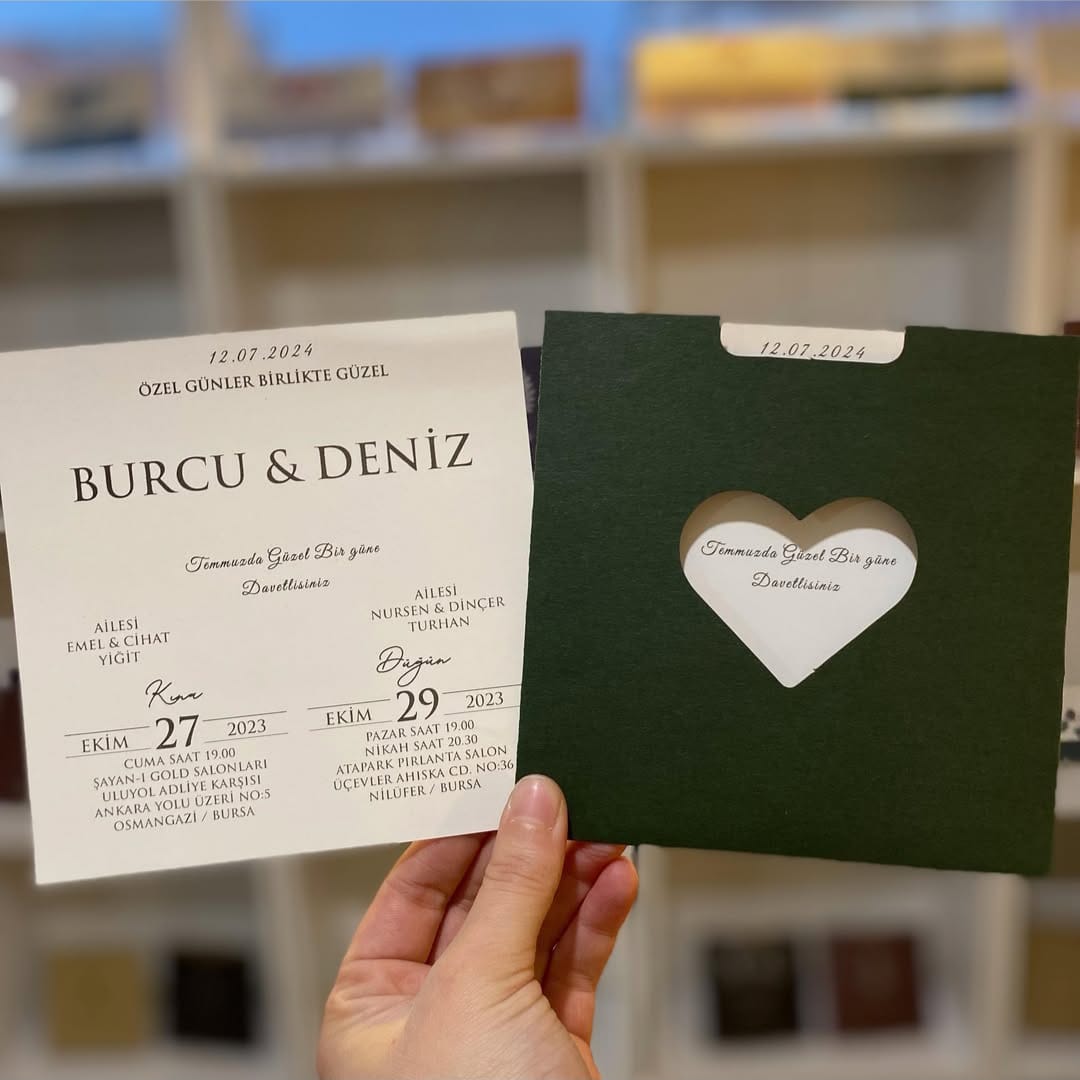 12.07.2024
ÖZEL GÜNLER BİRLİKTE GÜZEL
BURCU & DENİZ
Temmuzda Güzel Bir güne
Davetlisiniz
AİLESİ
EMEL & CİHAT
YİĞİT
Kına
EKİM 27 2023
CUMA SAAT 19.00
ŞAYAN-I GOLD SALONLARI
ULUYOL ADLİYE KARŞISI
ANKARA YOLU ÜZERİ NO:5
OSMANGAZİ / BURSA
AİLESİ
NURSEN & DİNÇER
TURHAN
Düğün
EKİM 29 2023
PAZAR SAAT 19.00
NİKAH SAAT 20.30
ATAPARK PIRLANTA SALON
ÜÇEVLER AHISKA CD. NO:36
NİLÜFER / BURSA
12.07.2024
Temmuzda Güzel Bir güne
Davetlisiniz